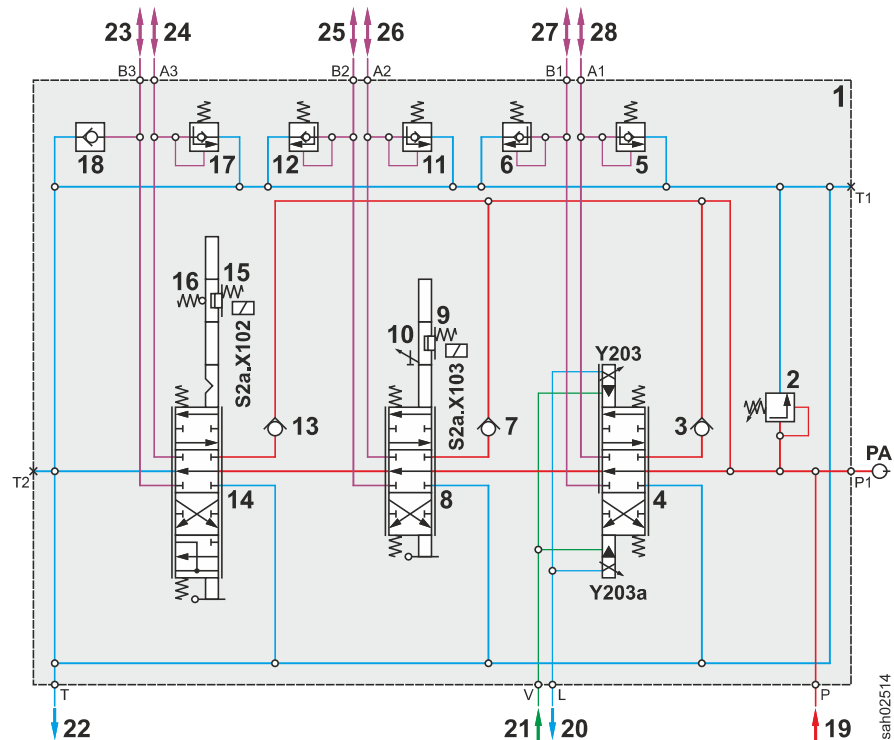 23 24 25 26 27 28
B3 A3 B2 A2 B1 A1
1
18 17 12 11 6 5
T1
16 15
S2a.X102
10 9
S2a.X103
Y203
2
13 7 3
PA
T2 P1
14 8 4
Y203a
T V L P
22 21 20 19
sah02514